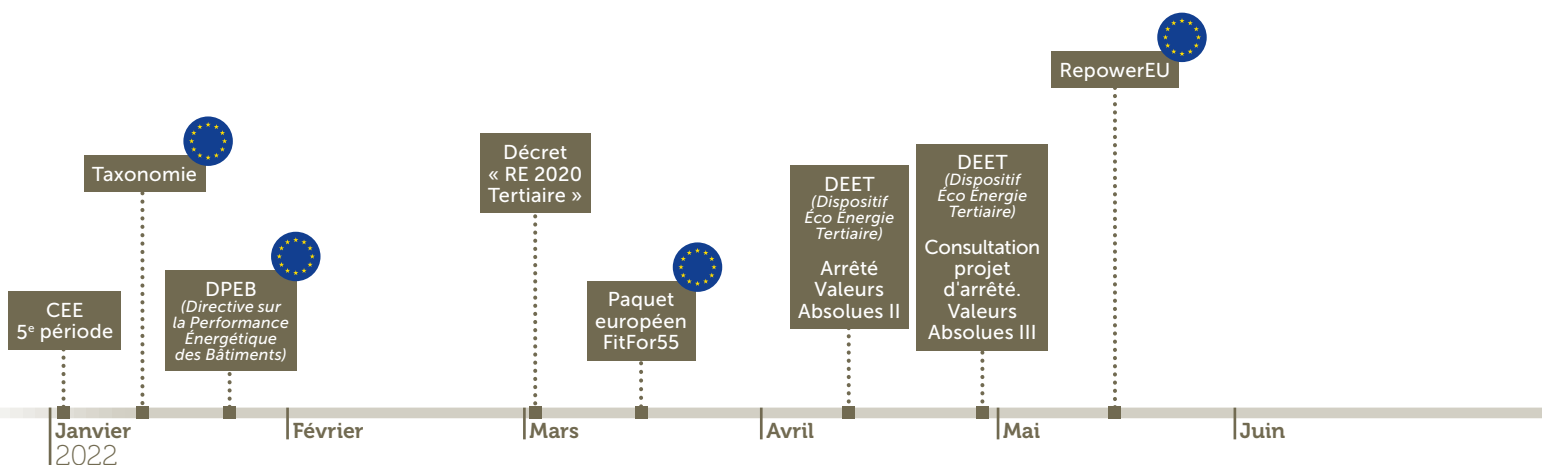 CEE
5e période
Taxonomie
DPEB
(Directive sur
la Performance
Énergétique
des Bâtiments)
Décret
« RE 2020
Tertiaire »
Paquet
européen
FitFor55
DEET
(Dispositif
Éco Énergie
Tertiaire)
Arrêté
Valeurs
Absolues II
DEET
(Dispositif
Éco Énergie
Tertiaire)
Consultation
projet
d'arrêté.
Valeurs
Absolues III
RepowerEU
Janvier
2022
Février
Mars
Avril
Mai
Juin